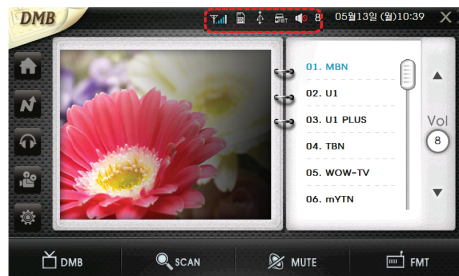 DMB
8 05월13일 (월)10:39 X
01. MBN
02. U1
03. U1 PLUS
04. TBN
05. WOW-TV
06. mYTN
Vol
8
DMB SCAN MUTE FMT